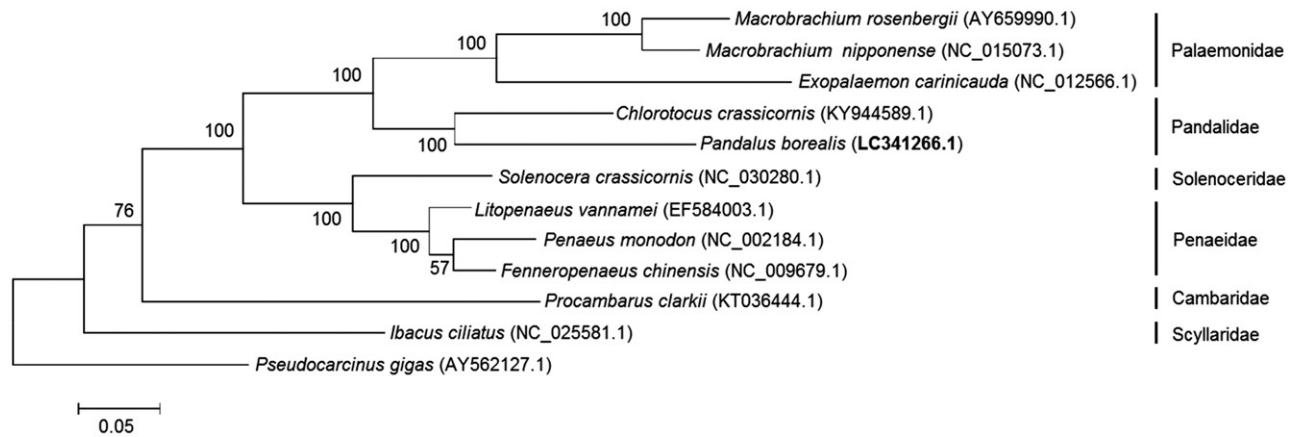 100
Macrobrachium rosenbergii (AY659990.1)
100
Macrobrachium nipponense (NC_015073.1)
Palaemonidae
100
Exopalaemon carinicauda (NC_012566.1)
100
Chlorotocus crassicornis (KY944589.1)
Pandalidae
100
Pandalus borealis (LC341266.1)
Solenocera crassicornis (NC_030280.1)
Solenoceridae
76
100
Litopenaeus vannamei (EF584003.1)
100
Penaeus monodon (NC_002184.1)
Penaeidae
57
Fenneropenaeus chinensis (NC_009679.1)
Procambarus clarkii (KT036444.1)
Cambaridae
Ibacus ciliatus (NC_025581.1)
Scyllaridae
Pseudocarcinus gigas (AY562127.1)
0.05